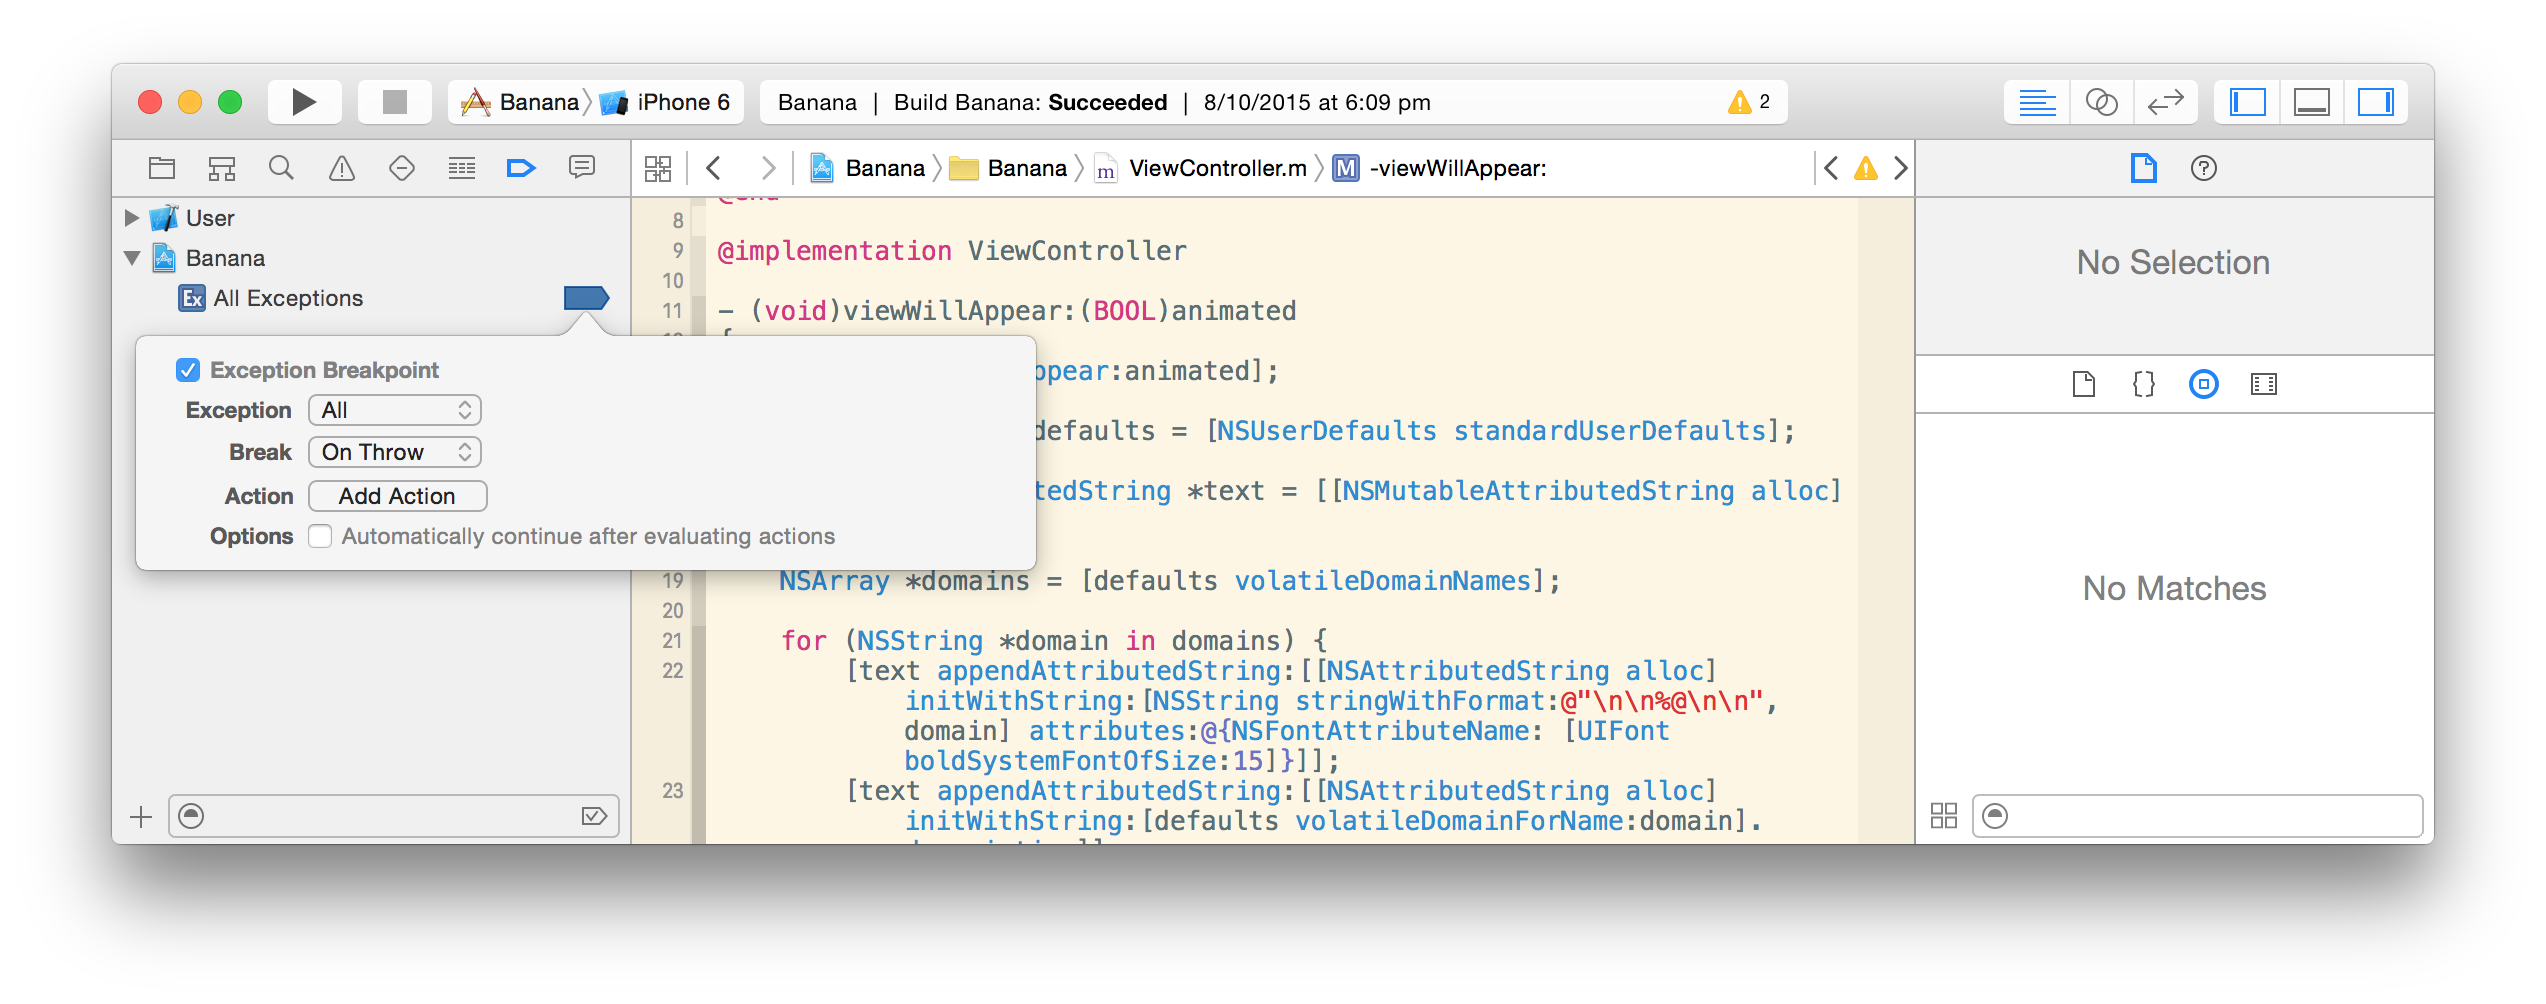 Banana iPhone 6 Banana | Build Banana: Succeeded | 8/10/2015 at 6:09 pm 2
Banana Banana m ViewController.m M -viewWillAppear:
User
Banana
Ex All Exceptions
Exception Breakpoint
Exception All
Break On Throw
Action Add Action
Options Automatically continue after evaluating actions
@end
8
9 @implementation ViewController
10
11 - (void)viewWillAppear:(BOOL)animated
{
ppear:animated];
defaults = [NSUserDefaults standardUserDefaults];
tedString *text = [[NSMutableAttributedString alloc]
19 NSArray *domains = [defaults volatileDomainNames];
20
21 for (NSString *domain in domains) {
22 [text appendAttributedString:[[NSAttributedString alloc]
initWithString:[NSString stringWithFormat:@"\n\n%@\n\n",
domain] attributes:@{NSFontAttributeName: [UIFont
boldSystemFontOfSize:15]}]];
23 [text appendAttributedString:[[NSAttributedString alloc]
initWithString:[defaults volatileDomainForName:domain].
No Selection
No Matches